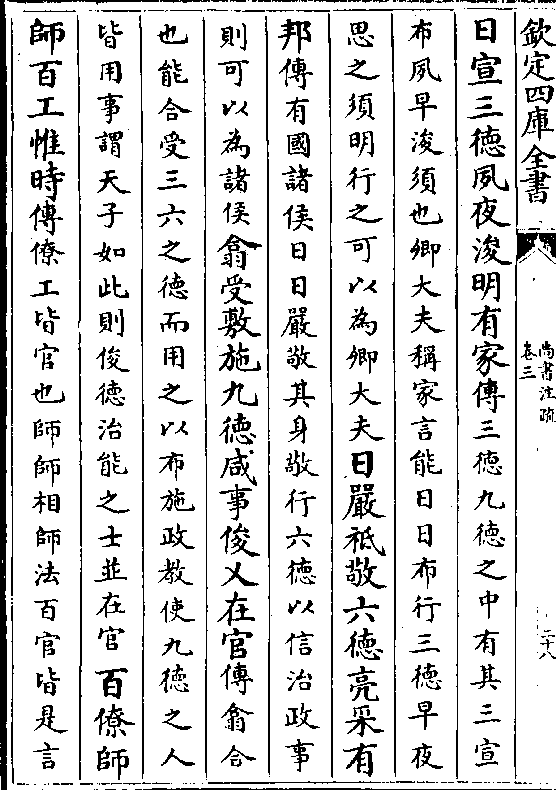 欽定四庫全書
尚書注疏
卷三
二十八
日宣三德夙夜浚明有家傳三德九德之中有其三宣
布夙早浚須也卿大夫稱家言能日日布行三德早夜
思之須明行之可以為卿大夫日嚴祗敬六德亮采有
邦傳有國諸侯日日嚴敬其身敬行六德以信治政事
則可以為諸侯翕受敷施九德咸事俊乂在官傳翕合
也能合受三六之德而用之以布施政教使九德之人
皆用事謂天子如此則俊德治能之士並在官百僚師
師百工惟時傳僚工皆官也師師相師法百官皆是言